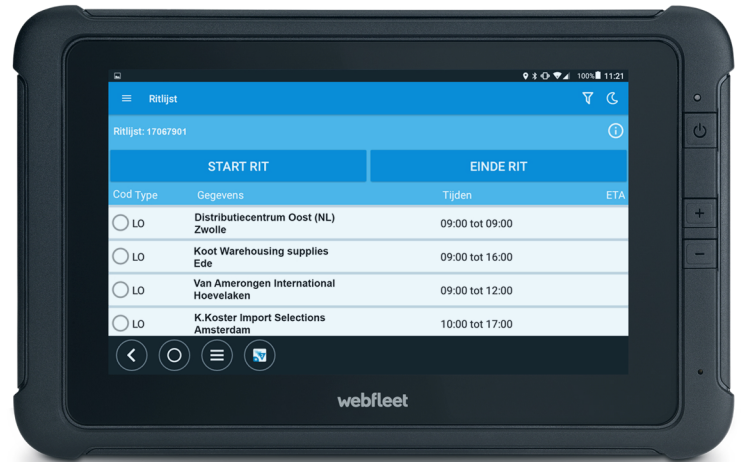 100% 11:21
Ritlijst
Ritlijst: 17067901
START RIT EINDE RIT
Cod Type Gegevens Tijden ETA
LO Distributiecentrum Oost (NL) 09:00 tot 09:00
Zwolle
LO Koot Warehousing supplies 09:00 tot 16:00
Ede
LO Van Amerongen International 09:00 tot 12:00
Hoevelaken
LO K.Koster Import Selections 10:00 tot 17:00
Amsterdam
webfleet